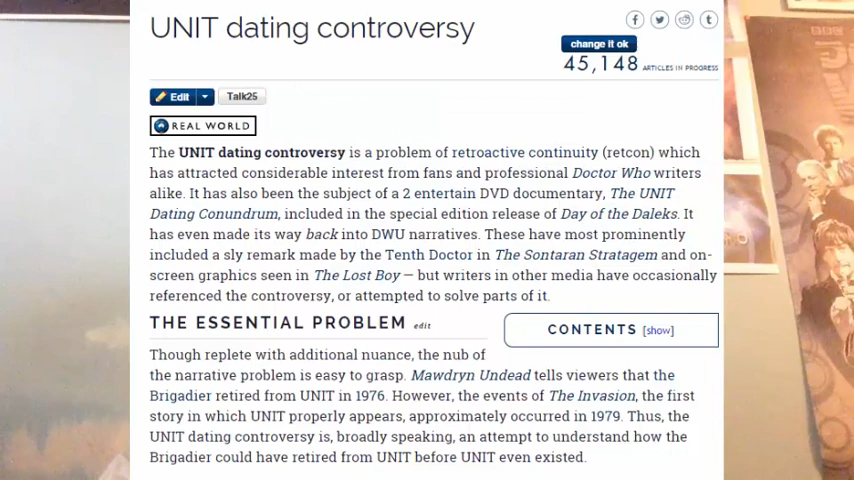 UNIT dating controversy
change it ok
45,148 ARTICLES IN PROGRESS
Edit Talk25
REAL WORLD
The UNIT dating controversy is a problem of retroactive continuity (retcon) which
has attracted considerable interest from fans and professional Doctor Who writers
alike. It has also been the subject of a 2 entertain DVD documentary, The UNIT
Dating Conundrum, included in the special edition release of Day of the Daleks. It
has even made its way back into DWU narratives. These have most prominently
included a sly remark made by the Tenth Doctor in The Sontaran Stratagem and on-
screen graphics seen in The Lost Boy — but writers in other media have occasionally
referenced the controversy, or attempted to solve parts of it.
THE ESSENTIAL PROBLEM edit
CONTENTS [show]
Though replete with additional nuance, the nub of
the narrative problem is easy to grasp. Mawdryn Undead tells viewers that the
Brigadier retired from UNIT in 1976. However, the events of The Invasion, the first
story in which UNIT properly appears, approximately occurred in 1979. Thus, the
UNIT dating controversy is, broadly speaking, an attempt to understand how the
Brigadier could have retired from UNIT before UNIT even existed.
BBC